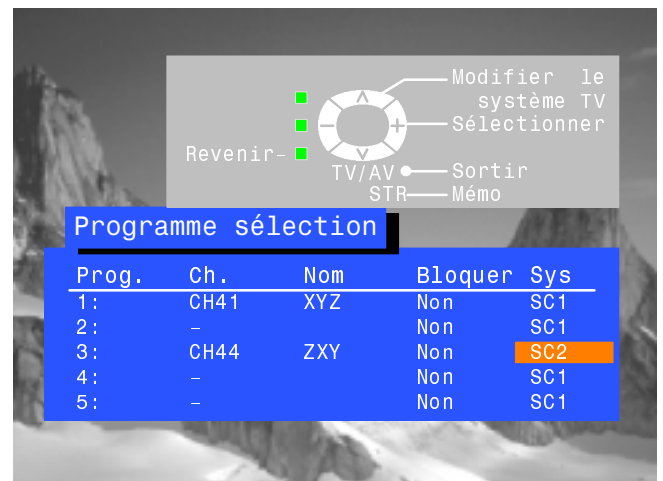 Modifier le
système TV
Sélectionner
Revenir–
TV/AV Sortir
STR Mémo
Programme sélection
Prog. Ch. Nom Bloquer Sys
1: CH41 XYZ Non SC1
2: – Non SC1
3: CH44 ZXY Non SC2
4: – Non SC1
5: – Non SC1